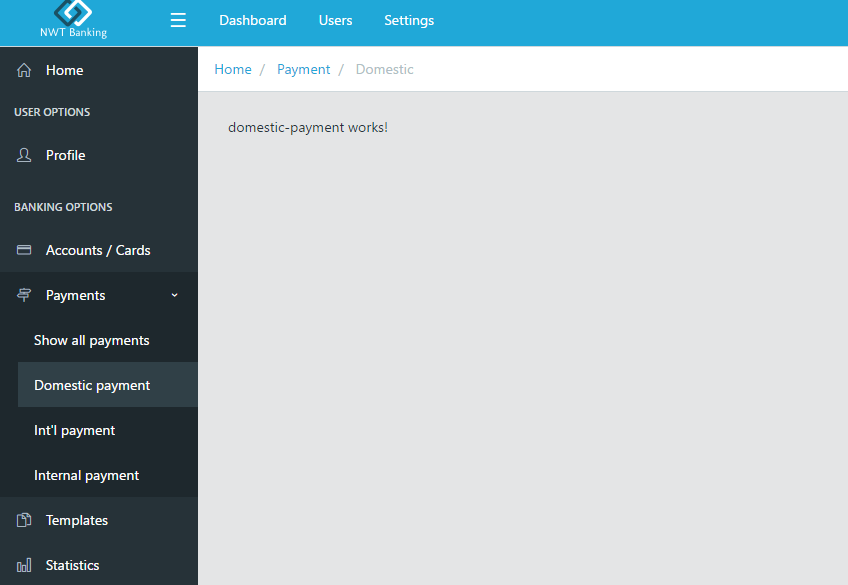 NWT Banking
Dashboard Users Settings
Home / Payment / Domestic
domestic-payment works!
Home
USER OPTIONS
Profile
BANKING OPTIONS
Accounts / Cards
Payments
Show all payments
Domestic payment
Int'l payment
Internal payment
Templates
Statistics